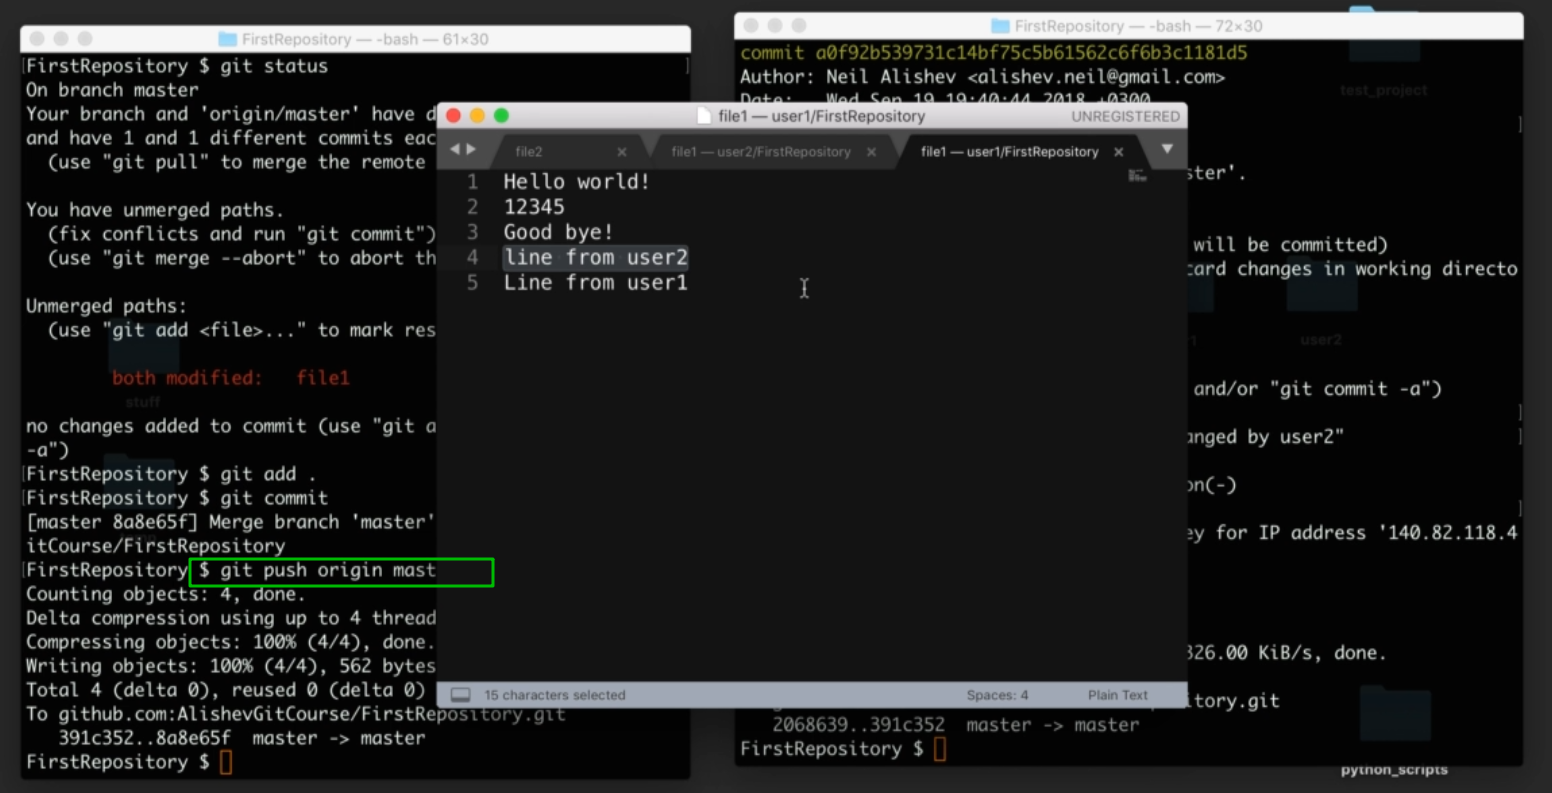 FirstRepository — -bash — 61×30
FirstRepository $ git status
On branch master
Your branch and 'origin/master' have d
and have 1 and 1 different commits eac
(use "git pull" to merge the remote
You have unmerged paths.
(fix conflicts and run "git commit")
(use "git merge --abort" to abort th
Unmerged paths:
(use "git add <file>..." to mark res
both modified:   file1
stuff
no changes added to commit (use "git a
-a")
FirstRepository $ git add .
FirstRepository $ git commit
[master 8a8e65f] Merge branch 'master'
itCourse/FirstRepository
FirstRepository $ git push origin mast
Counting objects: 4, done.
Delta compression using up to 4 thread
Compressing objects: 100% (4/4), done.
Writing objects: 100% (4/4), 562 bytes
Total 4 (delta 0), reused 0 (delta 0)
To github.com:AlishevGitCourse/FirstRepository.git
391c352..8a8e65f  master -> master
FirstRepository $
file1 — user1/FirstRepository
UNREGISTERED
file2
file1 — user2/FirstRepository
file1 — user1/FirstRepository
1 Hello world!
2 12345
3 Good bye!
4 line from user2
5 Line from user1
15 characters selected
Spaces: 4
Plain Text
FirstRepository — -bash — 72×30
commit a0f92b539731c14bf75c5b61562c6f6b3c1181d5
Author: Neil Alishev <alishev.neil@gmail.com>
Date:   Wed Sep 19 19:40:44 2018 +0300
ster'.
will be committed)
card changes in working directo
user2
and/or "git commit -a")
anged by user2"
on(-)
ey for IP address '140.82.118.4
326.00 KiB/s, done.
itory.git
2068639..391c352  master -> master
FirstRepository $
test_project
python_scripts